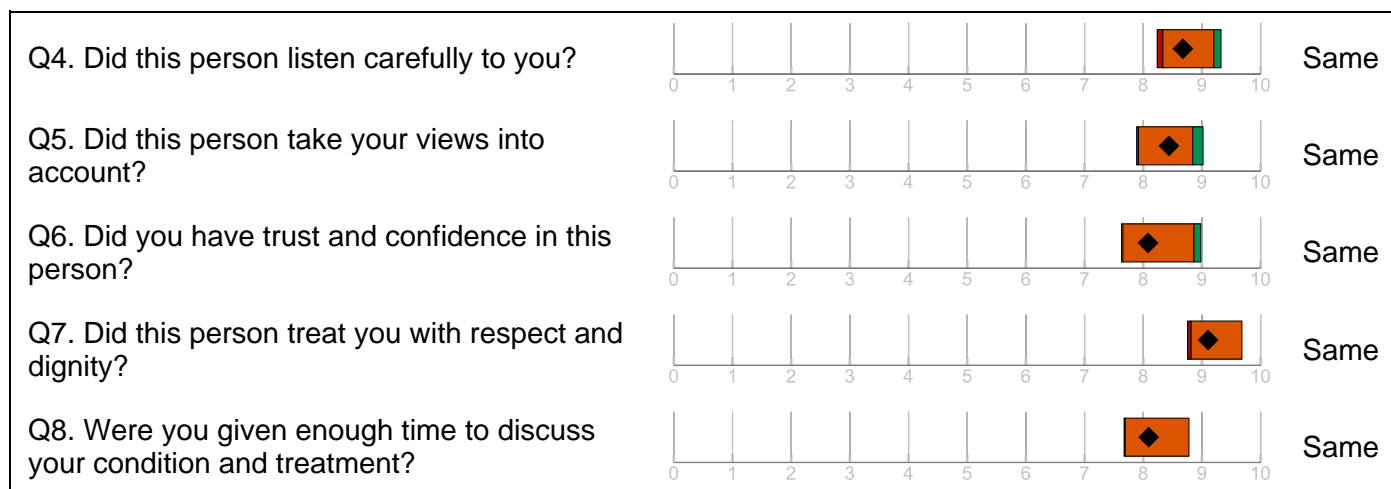 Q4. Did this person listen carefully to you?
0 1 2 3 4 5 6 7 8 9 10
Same
Q5. Did this person take your views into
account?
0 1 2 3 4 5 6 7 8 9 10
Same
Q6. Did you have trust and confidence in this
person?
0 1 2 3 4 5 6 7 8 9 10
Same
Q7. Did this person treat you with respect and
dignity?
0 1 2 3 4 5 6 7 8 9 10
Same
Q8. Were you given enough time to discuss
your condition and treatment?
0 1 2 3 4 5 6 7 8 9 10
Same